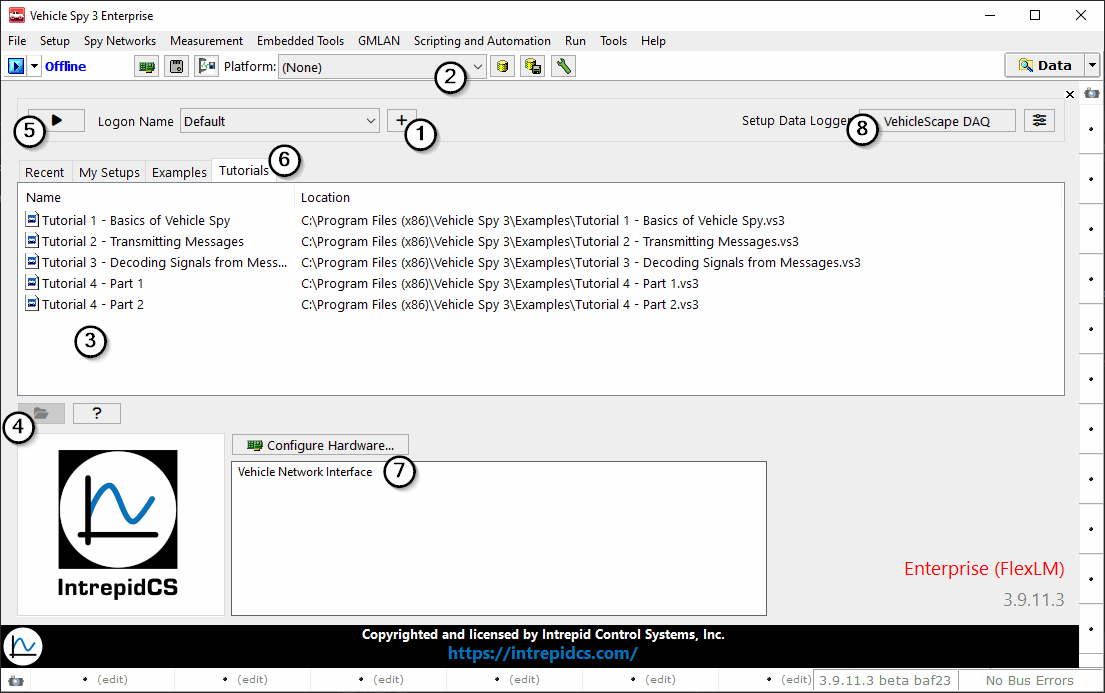 Vehicle Spy 3 Enterprise
File Setup Spy Networks Measurement Embedded Tools GMLAN Scripting and Automation Run Tools Help
Offline Platform: (None) 2 Data
5 Logon Name Default + 1 Setup Data Logger 8 VehicleScape DAQ
Recent My Setups Examples Tutorials 6
Name Location
Tutorial 1 - Basics of Vehicle Spy C:\Program Files (x86)\Vehicle Spy 3\Examples\Tutorial 1 - Basics of Vehicle Spy.vs3
Tutorial 2 - Transmitting Messages C:\Program Files (x86)\Vehicle Spy 3\Examples\Tutorial 2 - Transmitting Messages.vs3
Tutorial 3 - Decoding Signals from Mess... C:\Program Files (x86)\Vehicle Spy 3\Examples\Tutorial 3 - Decoding Signals from Messages.vs3
Tutorial 4 - Part 1 C:\Program Files (x86)\Vehicle Spy 3\Examples\Tutorial 4 - Part 1.vs3
Tutorial 4 - Part 2 C:\Program Files (x86)\Vehicle Spy 3\Examples\Tutorial 4 - Part 2.vs3
3
4 ?
Configure Hardware...
Vehicle Network Interface 7
IntrepidCS
Enterprise (FlexLM)
3.9.11.3
Copyrighted and licensed by Intrepid Control Systems, Inc.
https://intrepidcs.com/
(edit) (edit) (edit) (edit) (edit) (edit) 3.9.11.3 beta baf23 No Bus Errors